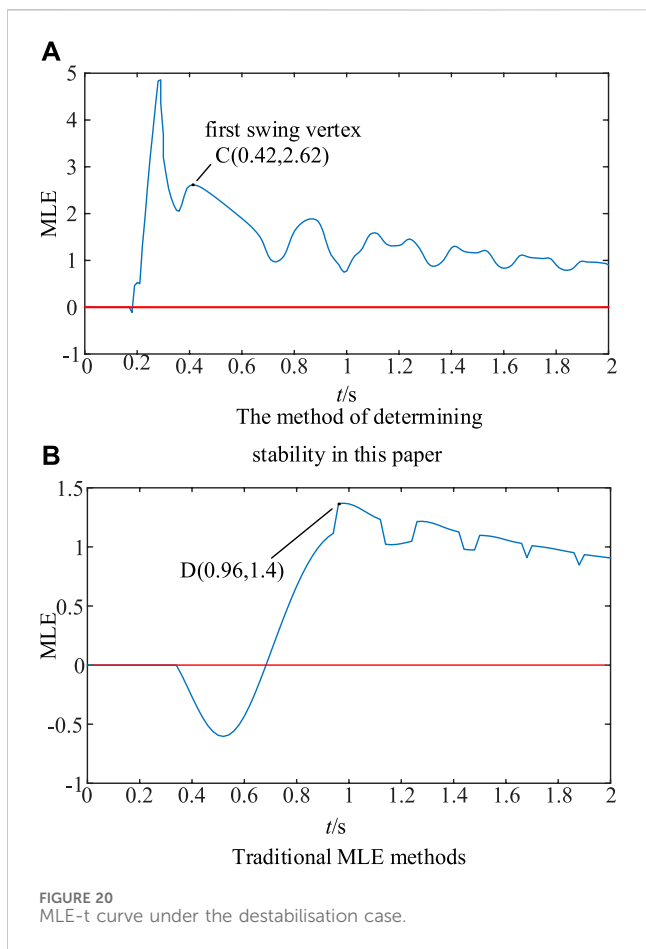 A
5
4
3
2
1
0
-1
MLE
first swing vertex
C(0.42,2.62)
0 0.2 0.4 0.6 0.8 1 1.2 1.4 1.6 1.8 2
t/s
The method of determining
stability in this paper
B
1.5
1
0.5
0
-0.5
-1
MLE
D(0.96,1.4)
0 0.2 0.4 0.6 0.8 1 1.2 1.4 1.6 1.8 2
t/s
Traditional MLE methods
FIGURE 20
MLE-t curve under the destabilisation case.